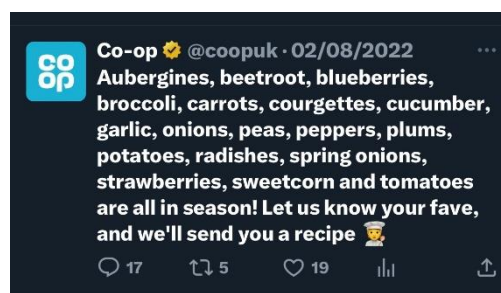 co
op
Co-op @coopuk · 02/08/2022
Aubergines, beetroot, blueberries,
broccoli, carrots, courgettes, cucumber,
garlic, onions, peas, peppers, plums,
potatoes, radishes, spring onions,
strawberries, sweetcorn and tomatoes
are all in season! Let us know your fave,
and we'll send you a recipe 👩‍🍳
17 5 19